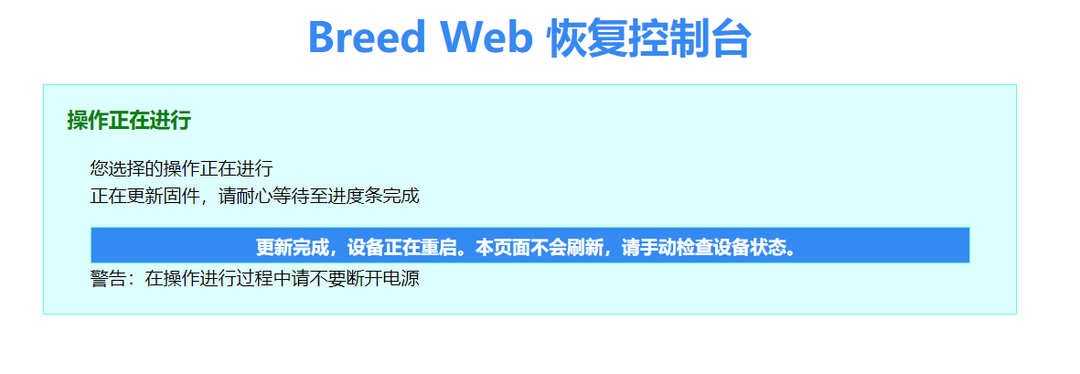 Breed Web 恢复控制台
操作正在进行
您选择的操作正在进行
正在更新固件，请耐心等待至进度条完成
更新完成，设备正在重启。本页面不会刷新，请手动检查设备状态。
警告：在操作进行过程中请不要断开电源